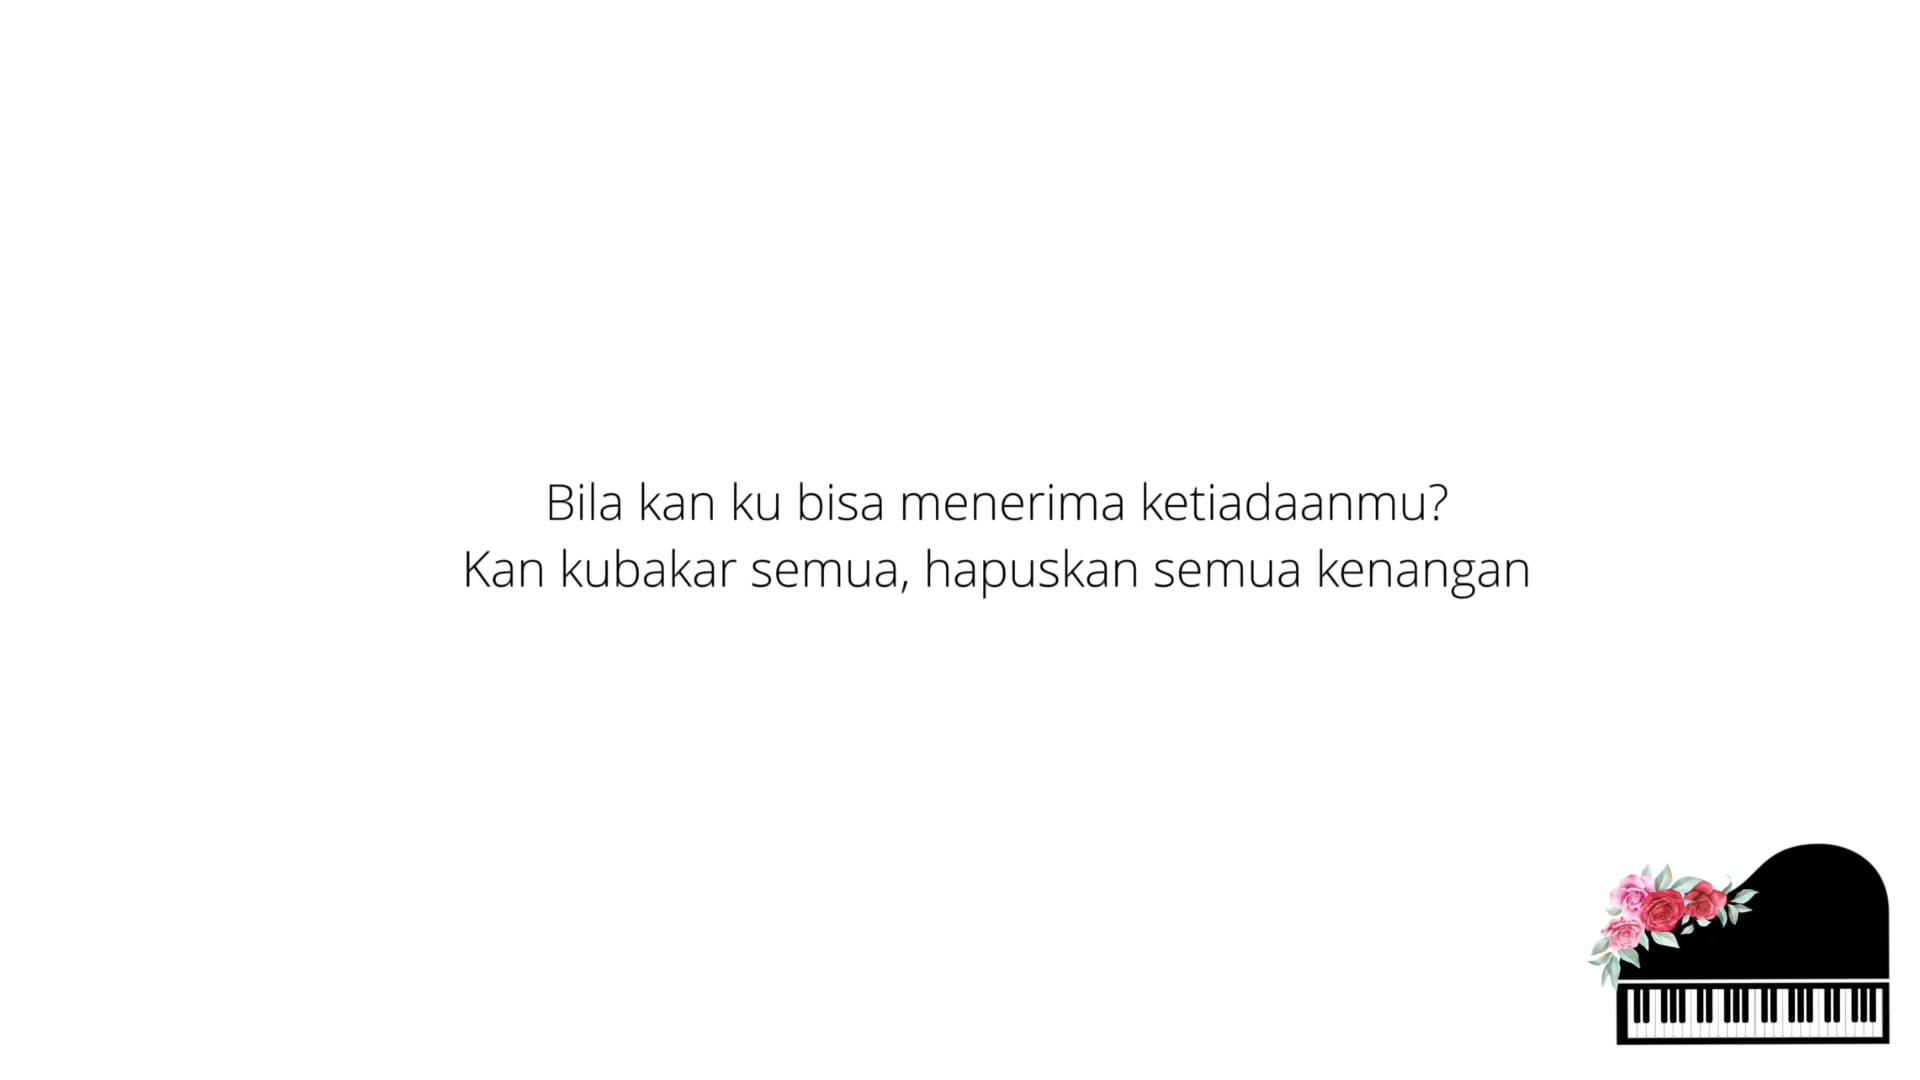 Bila kan ku bisa menerima ketiadaanmu?
Kan kubakar semua, hapuskan semua kenangan